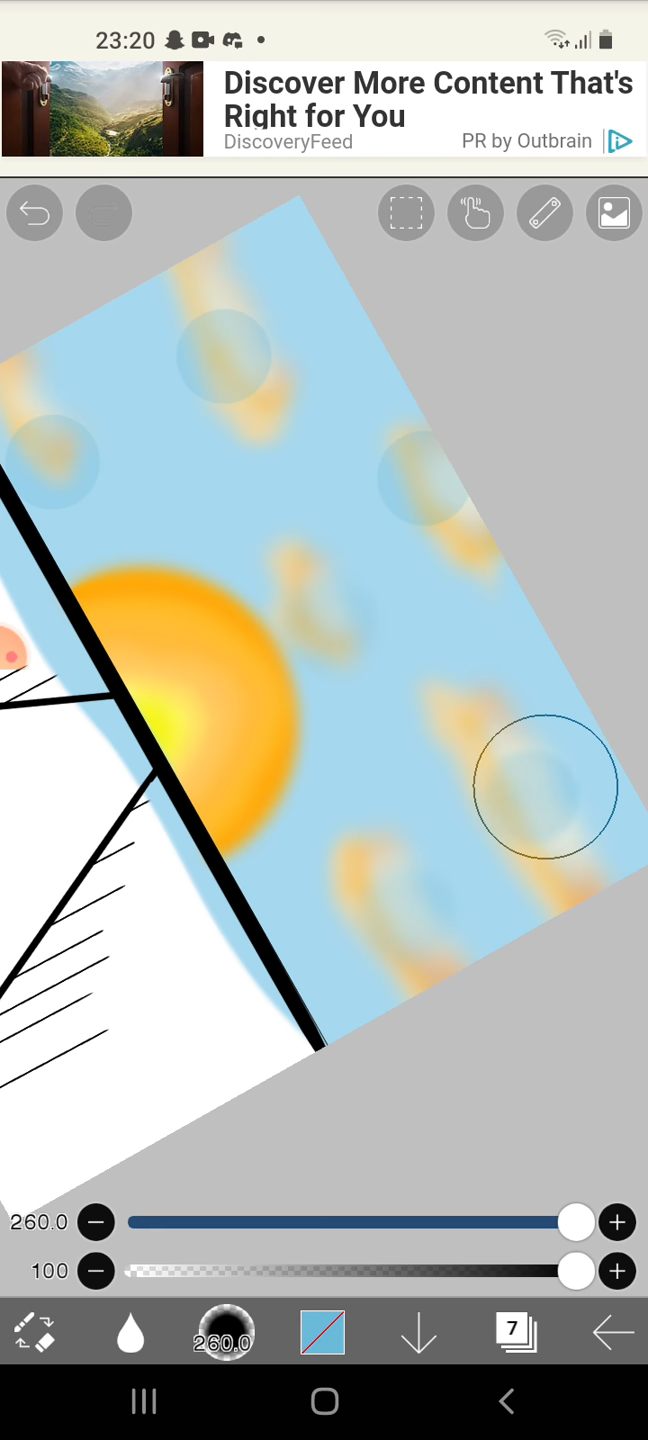 23:20
Discover More Content That's
Right for You
DiscoveryFeed
PR by Outbrain
260.0
100
260.0
7